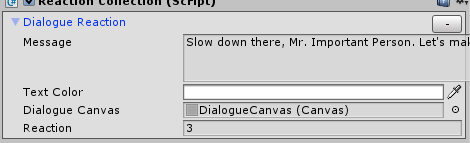 Reaction Collection (Script)
Dialogue Reaction -
Message Slow down there, Mr. Important Person. Let's mak
Text Color
Dialogue Canvas DialogueCanvas (Canvas)
Reaction 3